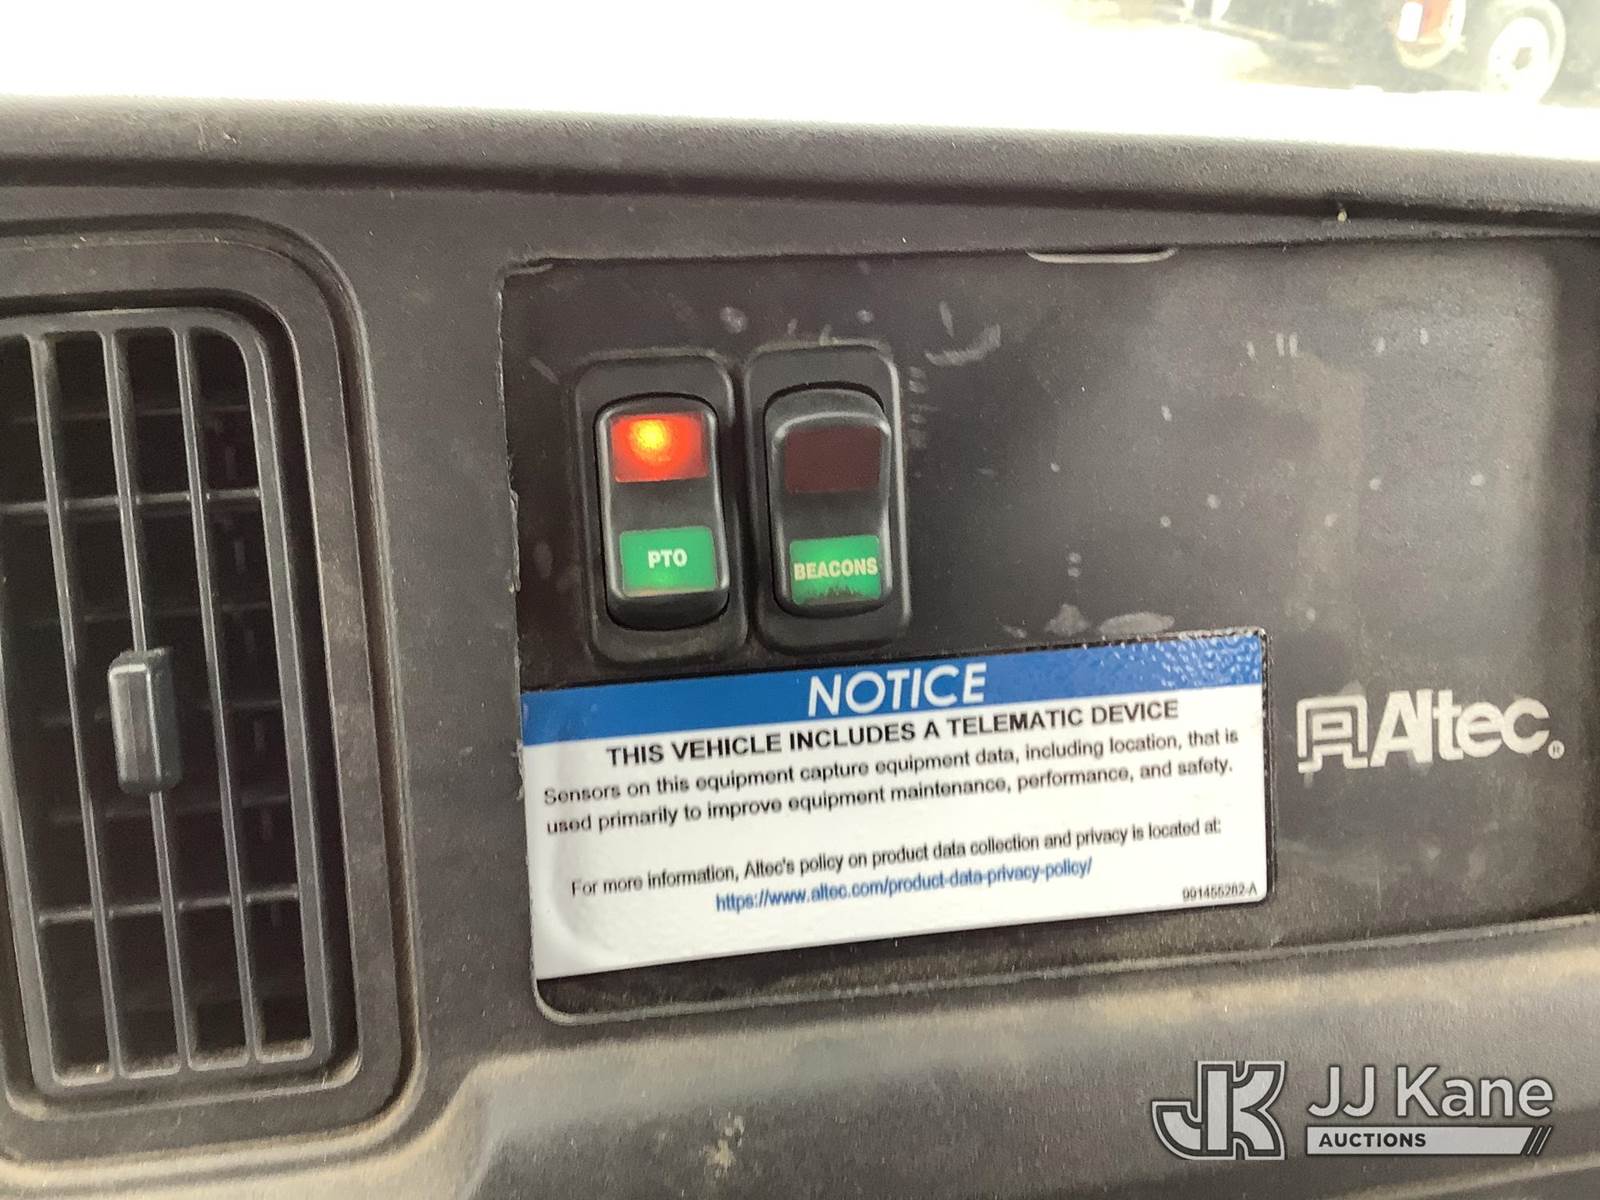 PTO
BEACONS
NOTICE
THIS VEHICLE INCLUDES A TELEMATIC DEVICE
Sensors on this equipment capture equipment data, including location, that is
used primarily to improve equipment maintenance, performance, and safety.
For more information, Altec's policy on product data collection and privacy is located at:
https://www.altec.com/product-data-privacy-policy/
991455282-A
Altec®
JK JJ Kane
AUCTIONS